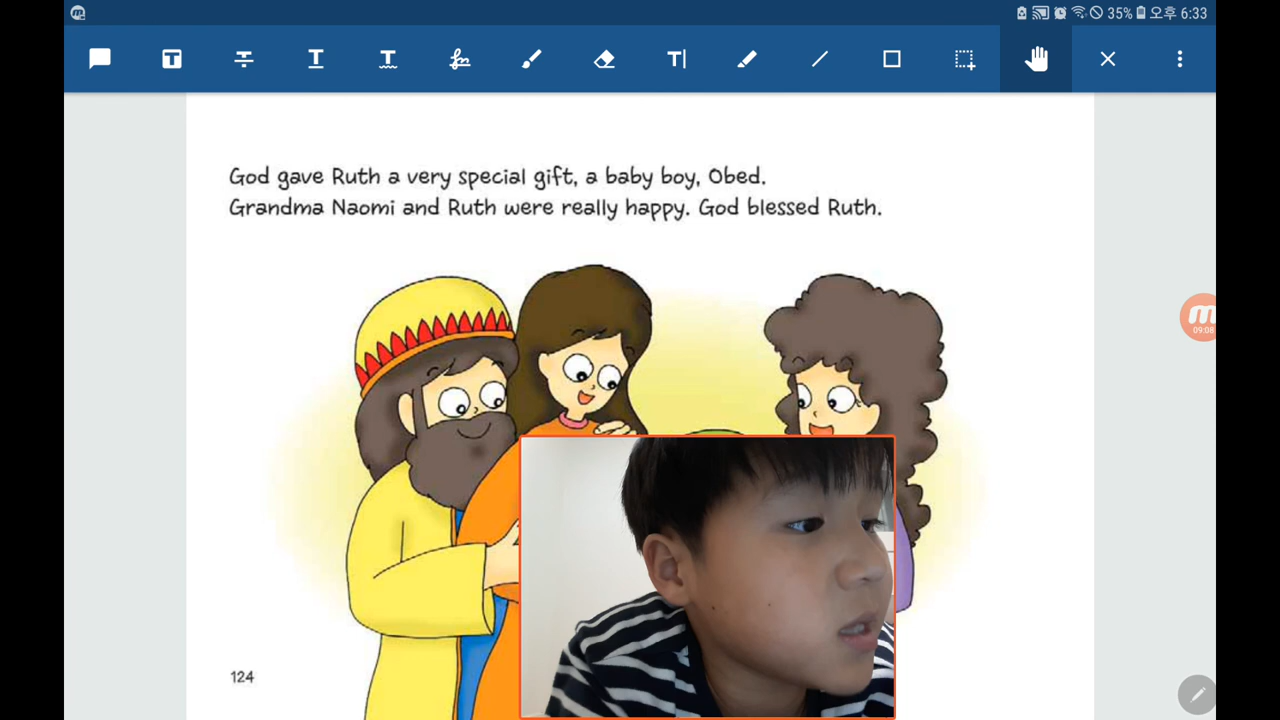 35% 오후 6:33
God gave Ruth a very special gift, a baby boy, Obed.
Grandma Naomi and Ruth were really happy. God blessed Ruth.
09:08
124